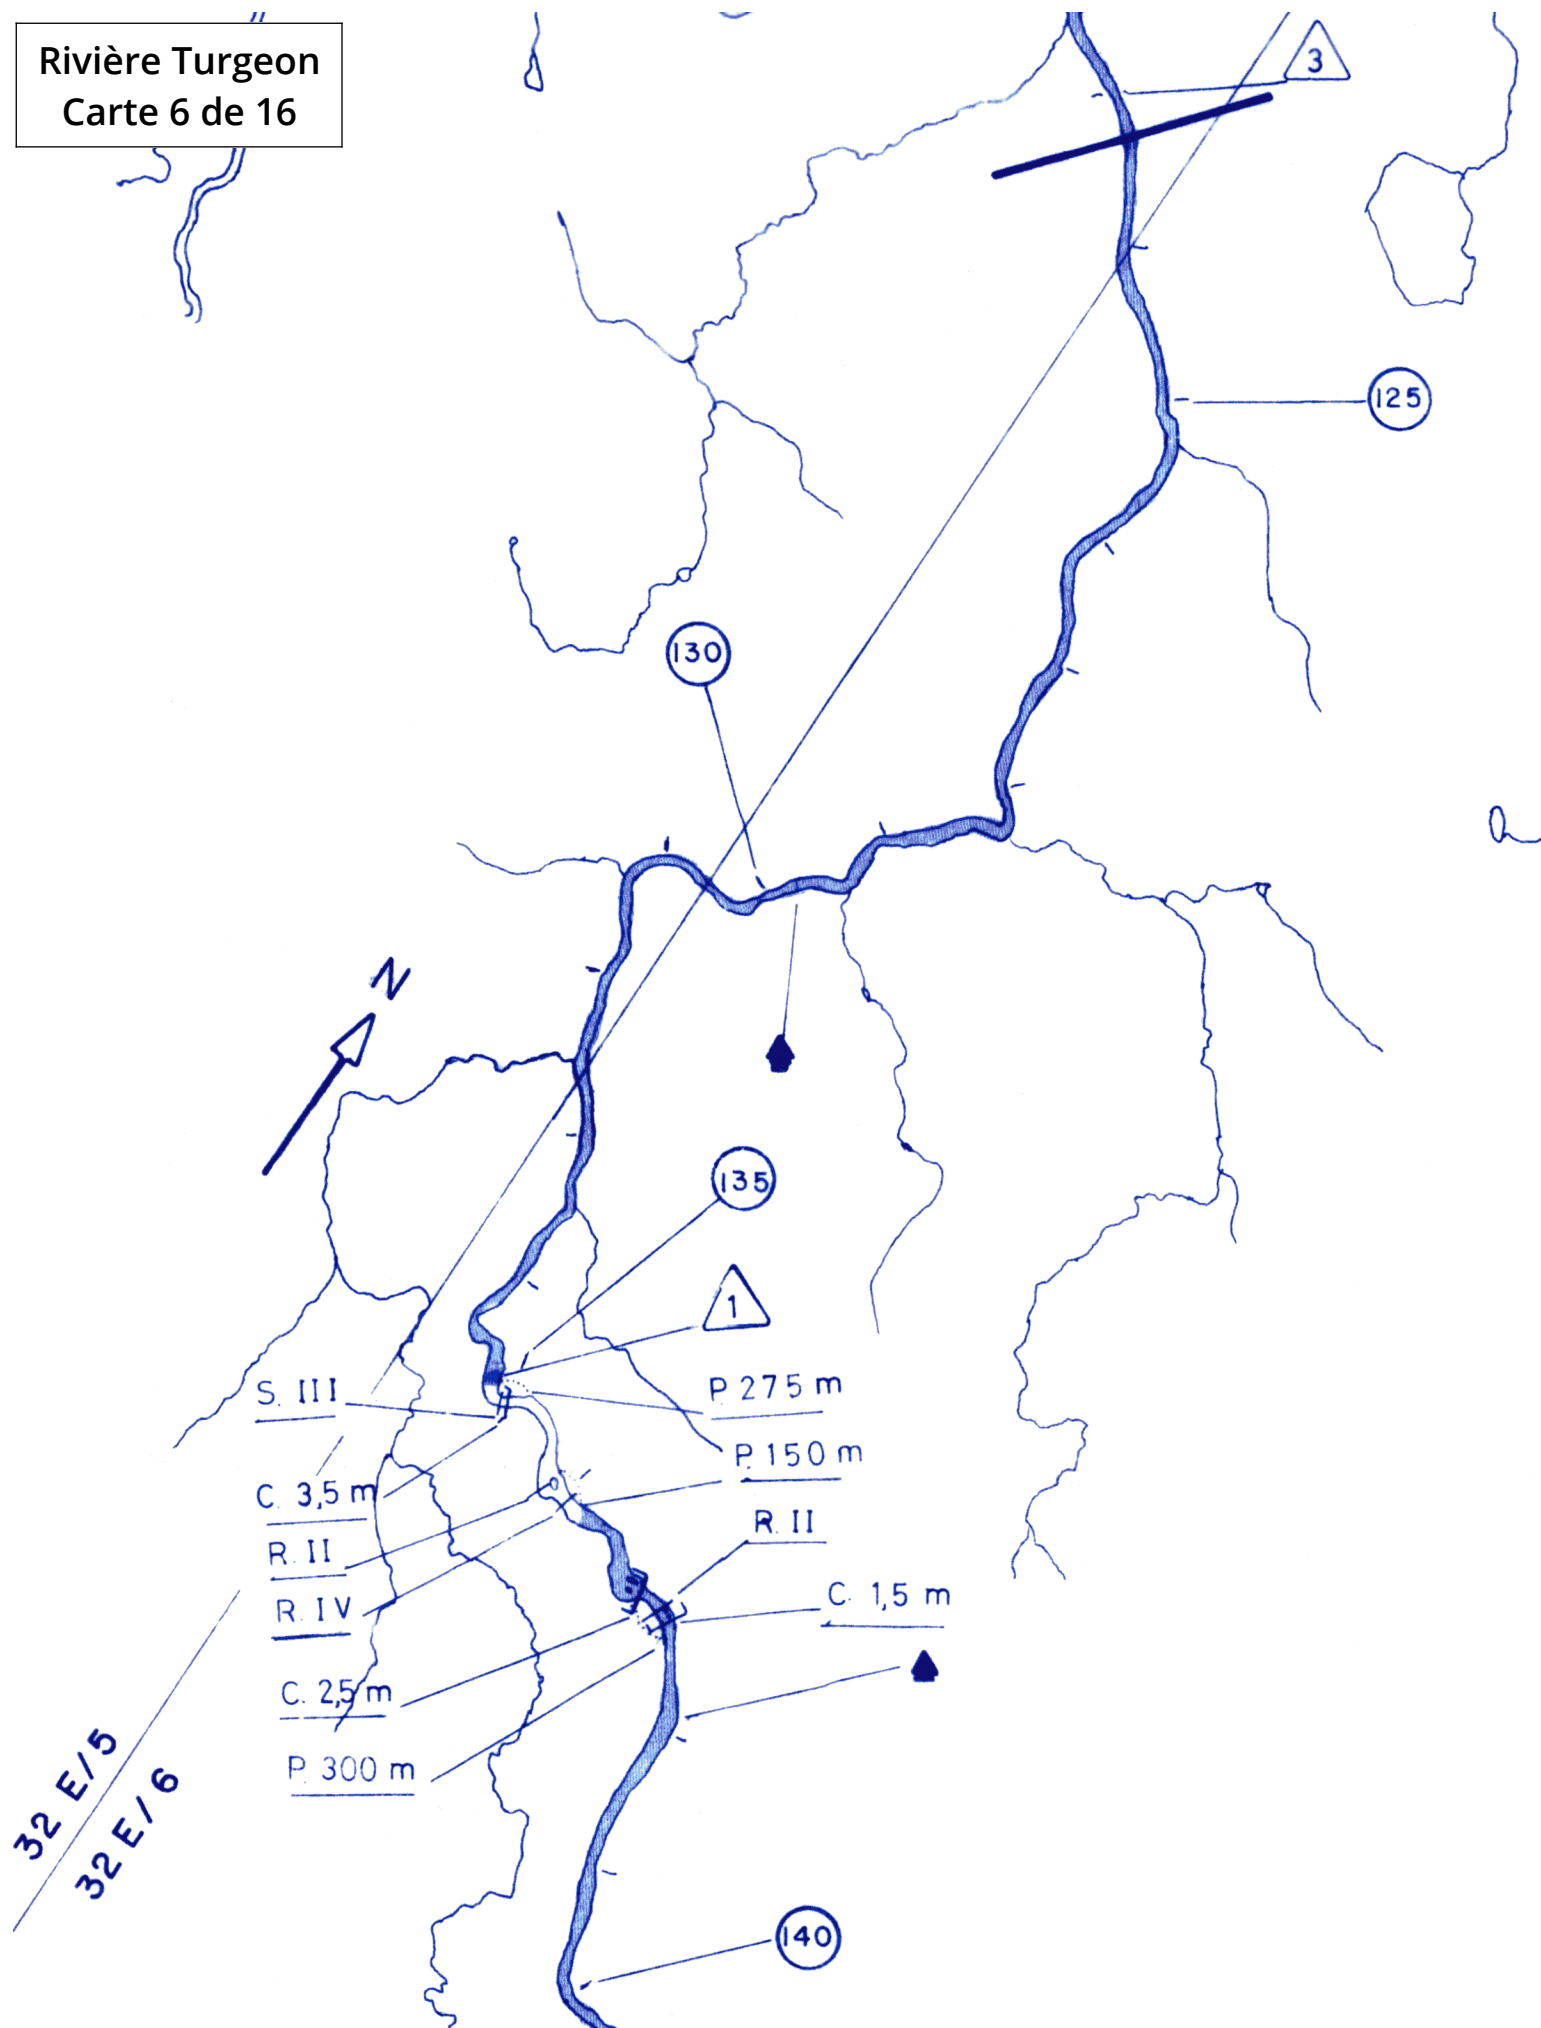 Rivière Turgeon
Carte 6 de 16
3
125
130
N
135
1
S. III
P. 275 m
P. 150 m
C. 3,5 m
R. II
R. II
R. IV
C. 1,5 m
C. 2,5 m
P. 300 m
32 E/5
32 E/6
140